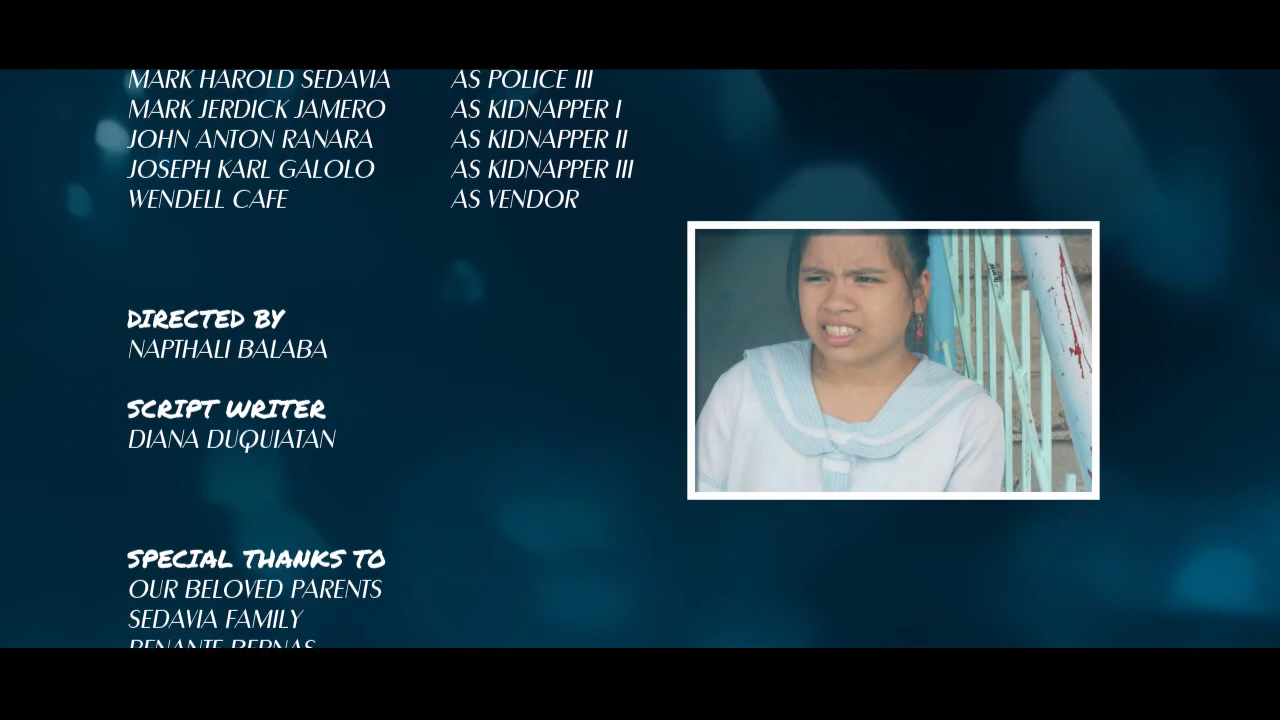 MARK HAROLD SEDAVIA AS POLICE III
MARK JERDICK JAMERO AS KIDNAPPER I
JOHN ANTON RANARA AS KIDNAPPER II
JOSEPH KARL GALOLO AS KIDNAPPER III
WENDELL CAFE AS VENDOR
DIRECTED BY
NAPTHALI BALABA
SCRIPT WRITER
DIANA DUQUIATAN
SPECIAL THANKS TO
OUR BELOVED PARENTS
SEDAVIA FAMILY